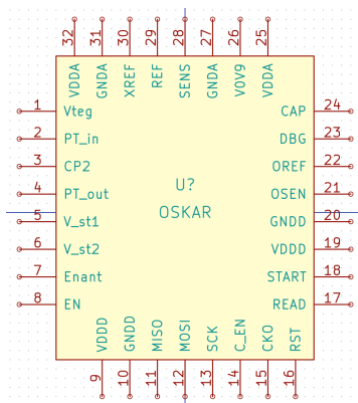 32 31 30 29 28 27 26 25
VDDA GNDA XREF REF SENS GNDA V0V9 VDDA
1 Vteg CAP 24
2 PT_in DBG 23
3 CP2 OREF 22
4 PT_out OSEN 21
U?
OSKAR
5 V_st1 GNDD 20
6 V_st2 VDDD 19
7 Enant START 18
8 EN READ 17
VDDD GNDD MISO MOSI SCK C_EN CKO RST
9 10 11 12 13 14 15 16